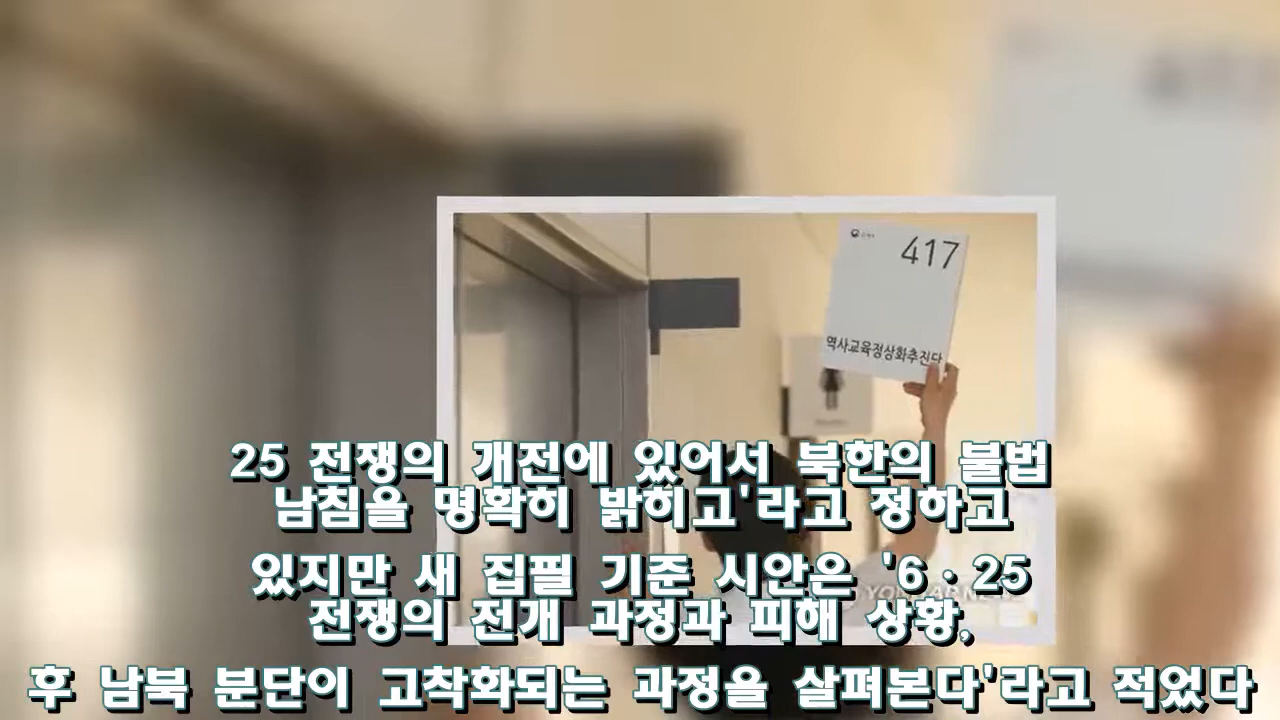 417
역사교육정상화추진단
25 전쟁의 개전에 있어서 북한의 불법
남침을 명확히 밝히고'라고 정하고
있지만 새 집필 기준 시안은 '6·25
전쟁의 전개 과정과 피해 상황,
후 남북 분단이 고착화되는 과정을 살펴본다'라고 적었다